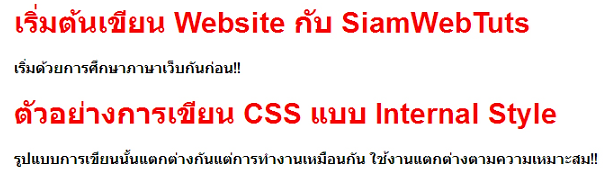 เริ่มต้นเขียน Website กับ SiamWebTuts
เริ่มด้วยการศึกษาภาษาเว็บกันก่อน!!
ตัวอย่างการเขียน CSS แบบ Internal Style
รูปแบบการเขียนนั้นแตกต่างกันแต่การทำงานเหมือนกัน ใช้งานแตกต่างตามความเหมาะสม!!